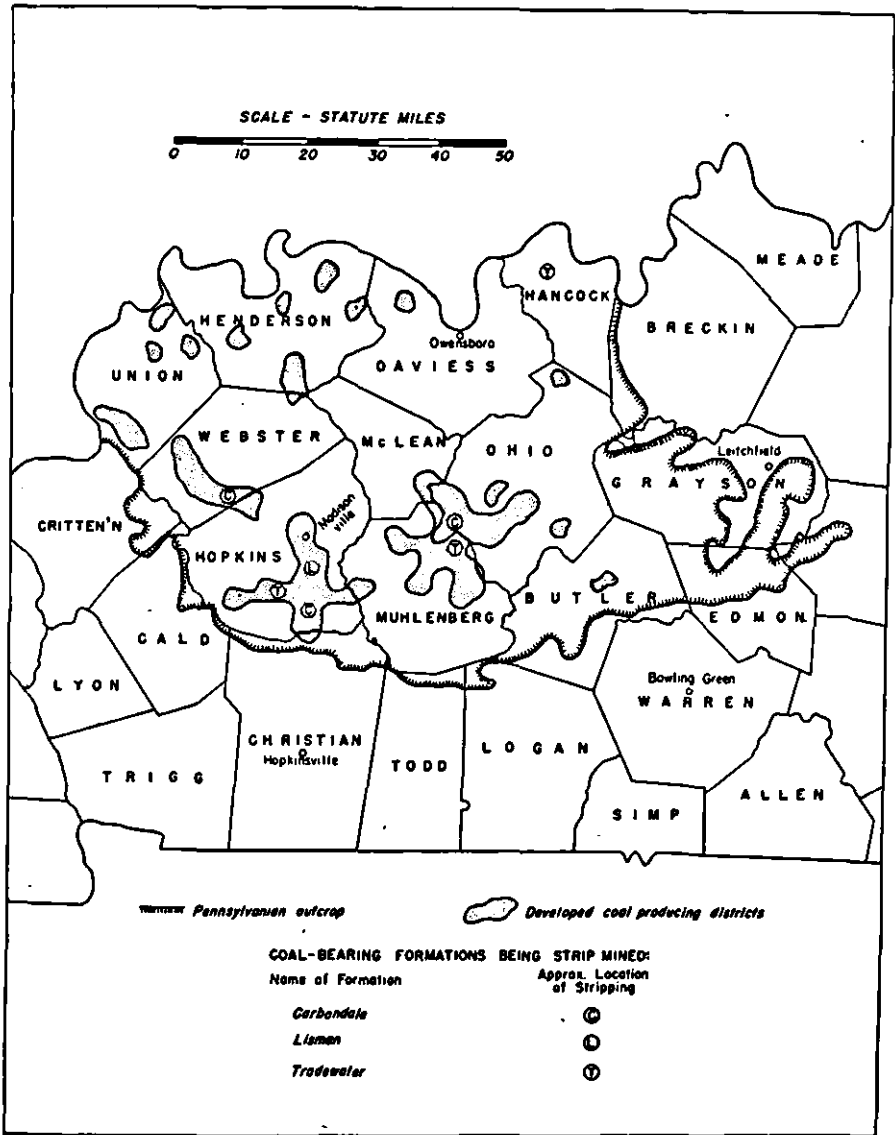 SCALE - STATUTE MILES
0 10 20 30 40 50
MEADE
HANCOCK
T
HENDERSON
BRECKIN
Owensboro
DAVIESS
UNION
WEBSTER
McLEAN
OHIO
Leitchfield
GRAYSON
C
CRITTEN'N
Madisonville
C
HOPKINS
T
L
T
C
BUTLER
MUHLENBERG
EDMON
CALD
LYON
Bowling Green
WARREN
CHRISTIAN
Hopkinsville
TODD
LOGAN
TRIGG
ALLEN
SIMP
Pennsylvanian outcrop
Developed coal producing districts
COAL-BEARING FORMATIONS BEING STRIP MINED:
Name of Formation
Approx. Location
of Stripping
Carbondale
C
Lisman
L
Tradewater
T